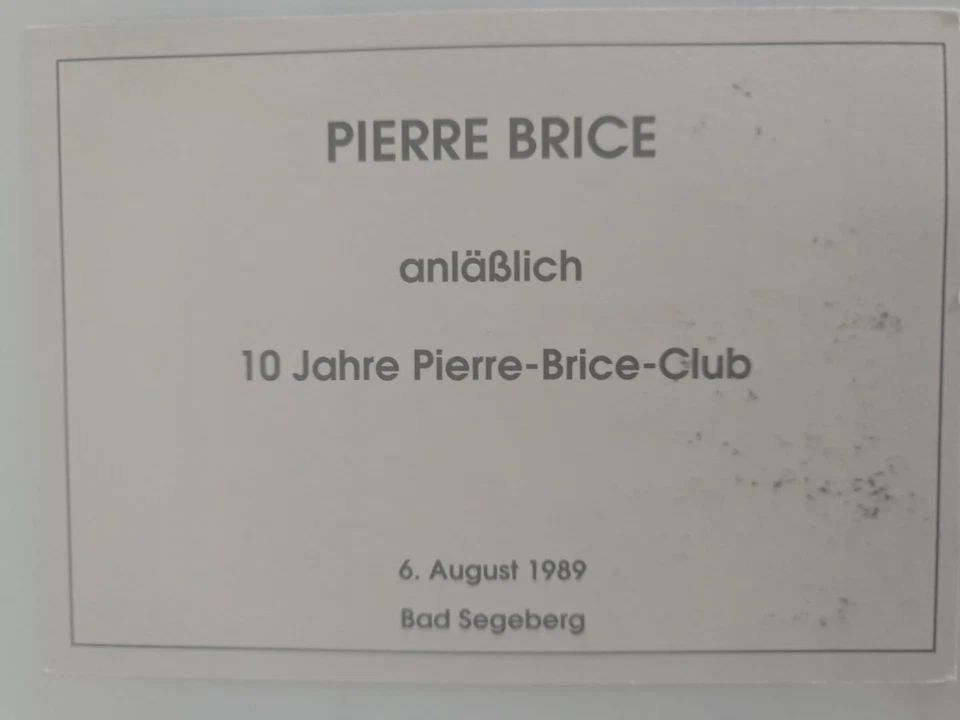 PIERRE BRICE
anläßlich
10 Jahre Pierre-Brice-Club
6. August 1989
Bad Segeberg